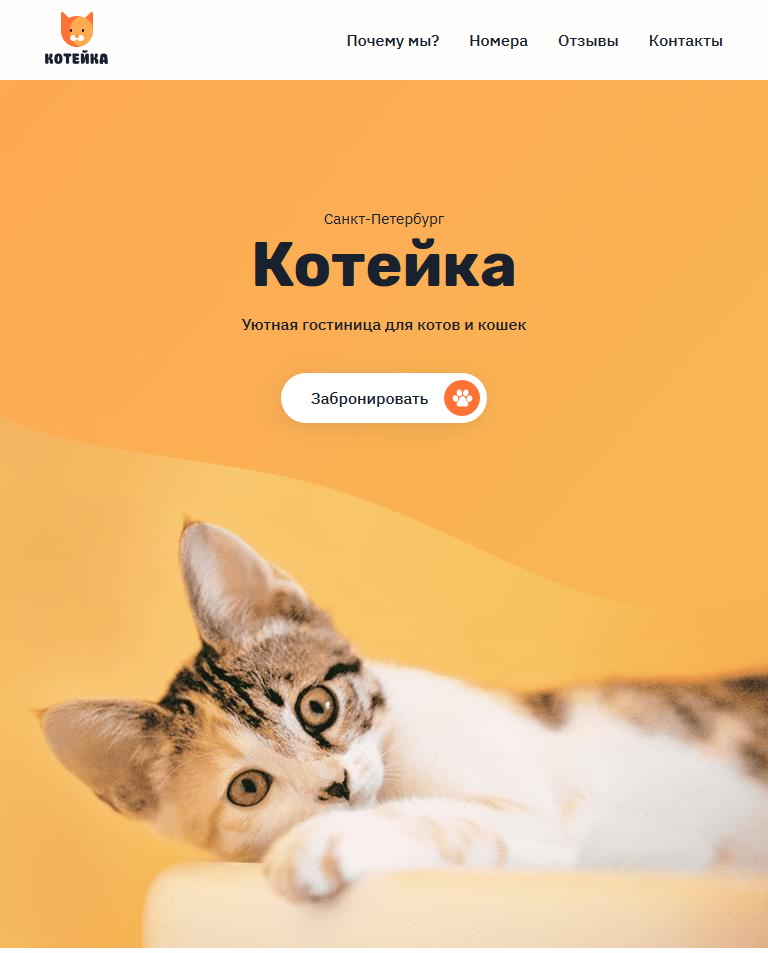 КОТЕЙКА
Почему мы? Номера Отзывы Контакты
Санкт-Петербург
Котейка
Уютная гостиница для котов и кошек
Забронировать